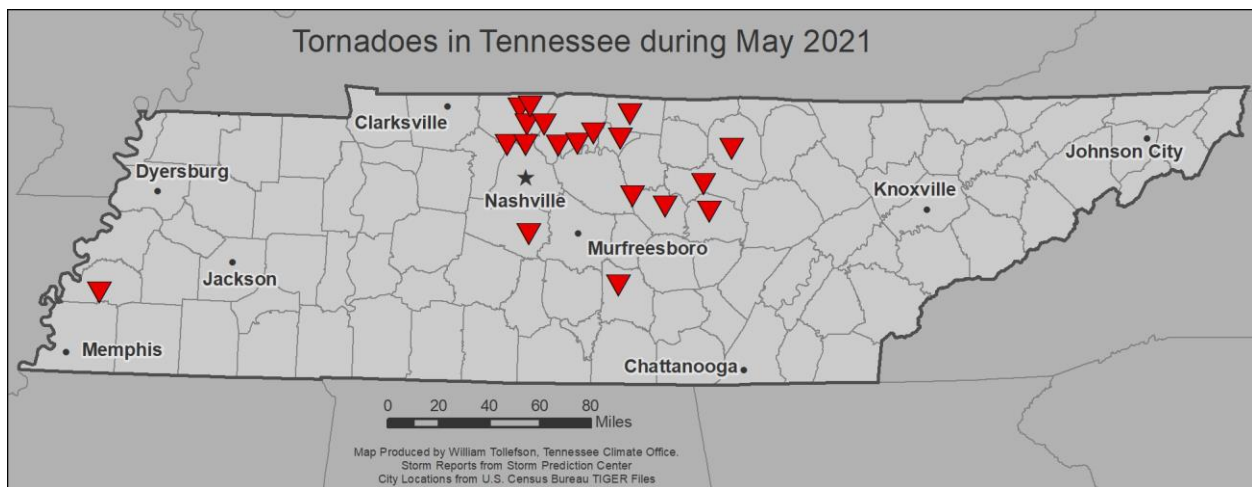 Tornadoes in Tennessee during May 2021
Clarksville
Johnson City
Dyersburg
Knoxville
Nashville
Murfreesboro
Jackson
Memphis
Chattanooga
0 20 40 60 80
Miles
Map Produced by William Tollefson, Tennessee Climate Office.
Storm Reports from Storm Prediction Center
City Locations from U.S. Census Bureau TIGER Files